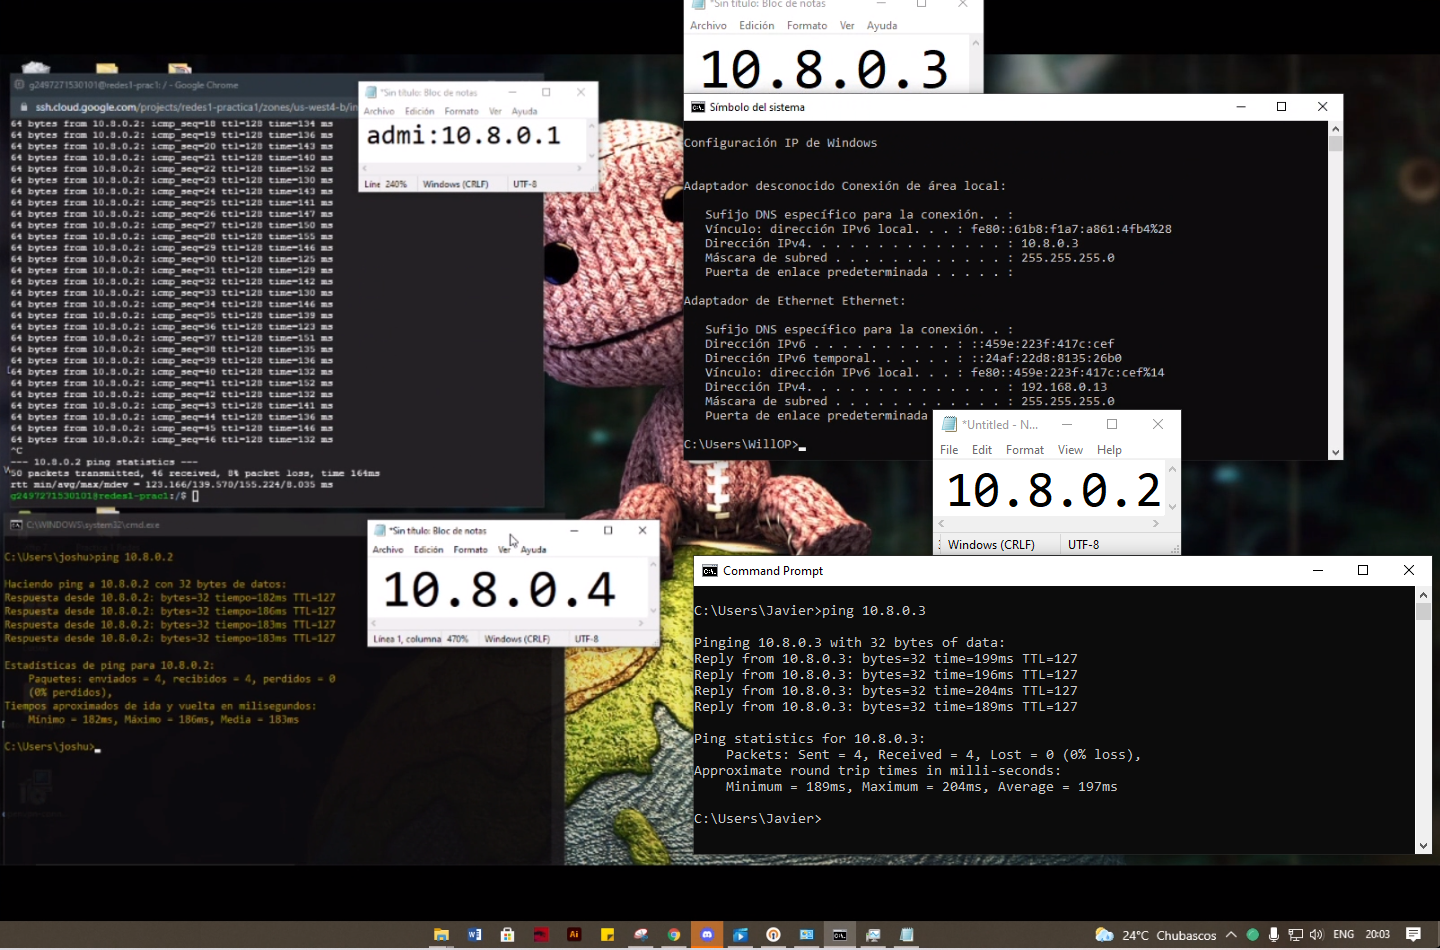 g2497271530101@redes1-prac1: / - Google Chrome
ssh.cloud.google.com/projects/redes1-practica1/zones/us-west4-b/in
64 bytes from 10.8.0.2: icmp_seq=18 ttl=128 time=134 ms
64 bytes from 10.8.0.2: icmp_seq=19 ttl=128 time=136 ms
64 bytes from 10.8.0.2: icmp_seq=20 ttl=128 time=143 ms
64 bytes from 10.8.0.2: icmp_seq=21 ttl=128 time=140 ms
64 bytes from 10.8.0.2: icmp_seq=22 ttl=128 time=152 ms
64 bytes from 10.8.0.2: icmp_seq=23 ttl=128 time=130 ms
64 bytes from 10.8.0.2: icmp_seq=24 ttl=128 time=143 ms
64 bytes from 10.8.0.2: icmp_seq=25 ttl=128 time=141 ms
64 bytes from 10.8.0.2: icmp_seq=26 ttl=128 time=147 ms
64 bytes from 10.8.0.2: icmp_seq=27 ttl=128 time=150 ms
64 bytes from 10.8.0.2: icmp_seq=28 ttl=128 time=155 ms
64 bytes from 10.8.0.2: icmp_seq=29 ttl=128 time=146 ms
64 bytes from 10.8.0.2: icmp_seq=30 ttl=128 time=125 ms
64 bytes from 10.8.0.2: icmp_seq=31 ttl=128 time=129 ms
64 bytes from 10.8.0.2: icmp_seq=32 ttl=128 time=142 ms
64 bytes from 10.8.0.2: icmp_seq=33 ttl=128 time=130 ms
64 bytes from 10.8.0.2: icmp_seq=34 ttl=128 time=146 ms
64 bytes from 10.8.0.2: icmp_seq=35 ttl=128 time=139 ms
64 bytes from 10.8.0.2: icmp_seq=36 ttl=128 time=123 ms
64 bytes from 10.8.0.2: icmp_seq=37 ttl=128 time=151 ms
64 bytes from 10.8.0.2: icmp_seq=38 ttl=128 time=135 ms
64 bytes from 10.8.0.2: icmp_seq=39 ttl=128 time=136 ms
64 bytes from 10.8.0.2: icmp_seq=40 ttl=128 time=132 ms
64 bytes from 10.8.0.2: icmp_seq=41 ttl=128 time=152 ms
64 bytes from 10.8.0.2: icmp_seq=42 ttl=128 time=132 ms
64 bytes from 10.8.0.2: icmp_seq=43 ttl=128 time=141 ms
64 bytes from 10.8.0.2: icmp_seq=44 ttl=128 time=136 ms
64 bytes from 10.8.0.2: icmp_seq=45 ttl=128 time=146 ms
64 bytes from 10.8.0.2: icmp_seq=46 ttl=128 time=132 ms
^C
--- 10.8.0.2 ping statistics ---
50 packets transmitted, 46 received, 8% packet loss, time 164ms
rtt min/avg/max/mdev = 123.166/139.570/155.224/8.035 ms
g2497271530101@redes1-prac1:/$
*Sin título: Bloc de notas
Archivo Edición Formato Ver Ayuda
admi:10.8.0.1
Líne 240% Windows (CRLF) UTF-8
*Sin título: Bloc de notas
Archivo Edición Formato Ver Ayuda
10.8.0.3
Símbolo del sistema
Configuración IP de Windows
Adaptador desconocido Conexión de área local:
Sufijo DNS específico para la conexión. . :
Vínculo: dirección IPv6 local. . . : fe80::61b8:f1a7:a861:4fb4%28
Dirección IPv4. . . . . . . . . . . . . . : 10.8.0.3
Máscara de subred . . . . . . . . . . . . : 255.255.255.0
Puerta de enlace predeterminada . . . . . :
Adaptador de Ethernet Ethernet:
Sufijo DNS específico para la conexión. . :
Dirección IPv6 . . . . . . . . . . : ::459e:223f:417c:cef
Dirección IPv6 temporal. . . . . . : ::24af:22d8:8135:26b0
Vínculo: dirección IPv6 local. . . : fe80::459e:223f:417c:cef%14
Dirección IPv4. . . . . . . . . . . . . . : 192.168.0.13
Máscara de subred . . . . . . . . . . . . : 255.255.255.0
Puerta de enlace predeterminada
C:\Users\WillOP>
*Untitled - N...
File Edit Format View Help
10.8.0.2
Windows (CRLF) UTF-8
C:\WINDOWS\system32\cmd.exe
C:\Users\joshu>ping 10.8.0.2
Haciendo ping a 10.8.0.2 con 32 bytes de datos:
Respuesta desde 10.8.0.2: bytes=32 tiempo=182ms TTL=127
Respuesta desde 10.8.0.2: bytes=32 tiempo=186ms TTL=127
Respuesta desde 10.8.0.2: bytes=32 tiempo=183ms TTL=127
Respuesta desde 10.8.0.2: bytes=32 tiempo=183ms TTL=127
Estadísticas de ping para 10.8.0.2:
Paquetes: enviados = 4, recibidos = 4, perdidos = 0
(0% perdidos),
Tiempos aproximados de ida y vuelta en milisegundos:
Mínimo = 182ms, Máximo = 186ms, Media = 183ms
C:\Users\joshu>
*Sin título: Bloc de notas
Archivo Edición Formato Ver Ayuda
10.8.0.4
Línea 1, columna 470% Windows (CRLF) UTF-8
Command Prompt
C:\Users\Javier>ping 10.8.0.3
Pinging 10.8.0.3 with 32 bytes of data:
Reply from 10.8.0.3: bytes=32 time=199ms TTL=127
Reply from 10.8.0.3: bytes=32 time=196ms TTL=127
Reply from 10.8.0.3: bytes=32 time=204ms TTL=127
Reply from 10.8.0.3: bytes=32 time=189ms TTL=127
Ping statistics for 10.8.0.3:
Packets: Sent = 4, Received = 4, Lost = 0 (0% loss),
Approximate round trip times in milli-seconds:
Minimum = 189ms, Maximum = 204ms, Average = 197ms
C:\Users\Javier>
24°C Chubascos ENG 20:03